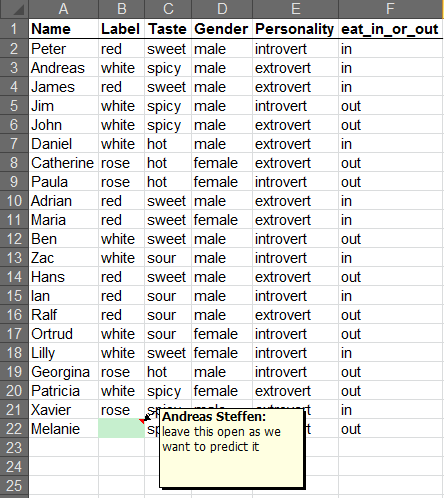 A B C D E F
1 Name Label Taste Gender Personality eat_in_or_out
2 Peter red sweet male introvert in
3 Andreas white spicy male extrovert in
4 James red sweet male extrovert in
5 Jim white spicy male introvert out
6 John white spicy male extrovert out
7 Daniel white hot male extrovert in
8 Catherine rose hot female extrovert out
9 Paula rose hot female introvert out
10 Adrian red sweet male extrovert in
11 Maria red sweet female extrovert in
12 Ben white sweet male introvert out
13 Zac white sour male introvert in
14 Hans red sweet male extrovert out
15 Ian red sour male introvert in
16 Ralf red sour male extrovert out
17 Ortrud white sour female introvert out
18 Lilly white sweet female introvert in
19 Georgina rose hot male introvert out
20 Patricia white spicy female extrovert out
21 Xavier rose spicy male extrovert in
22 Melanie out
Andreas Steffen:
leave this open as we
want to predict it
23
24
25